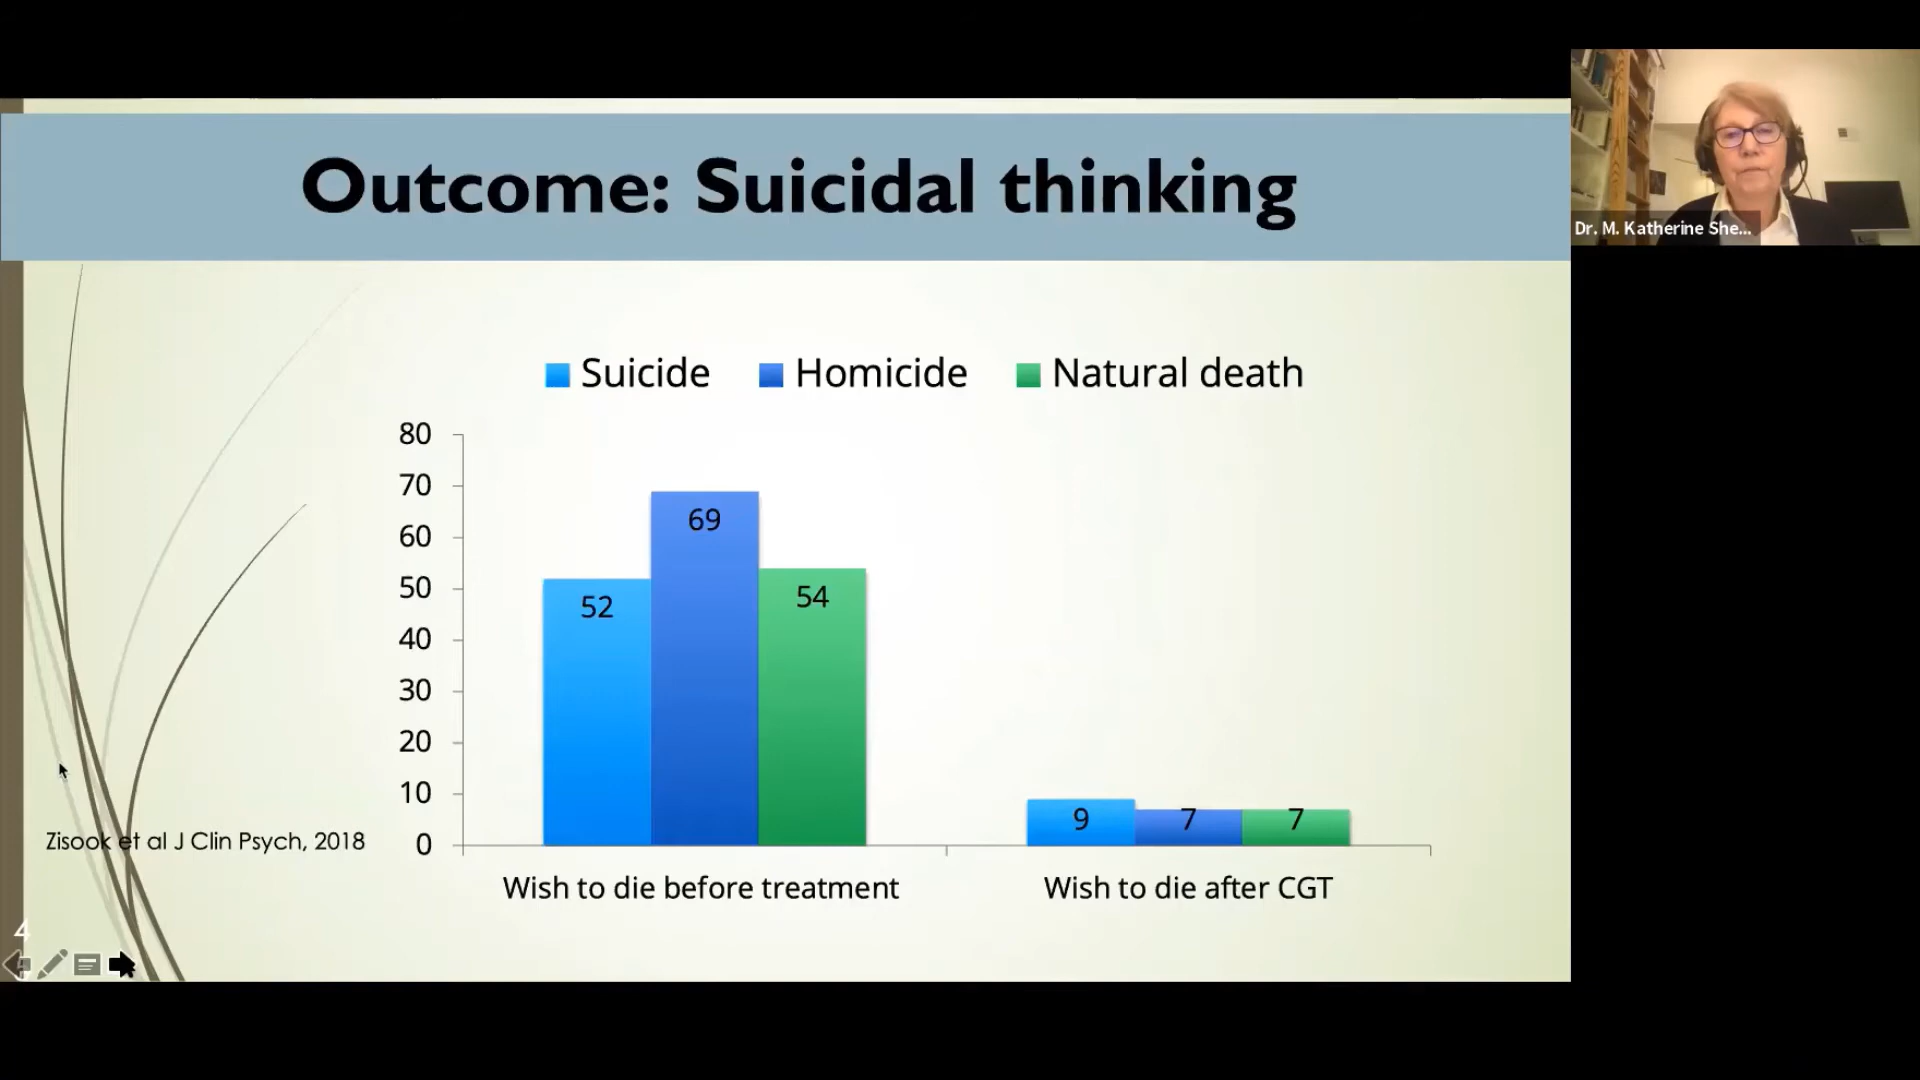 Outcome: Suicidal thinking
Dr. M. Katherine She...
Suicide Homicide Natural death
80
70
60
50
40
30
20
10
0
69
52
54
9
7
7
Wish to die before treatment
Wish to die after CGT
Zisook et al J Clin Psych, 2018
4